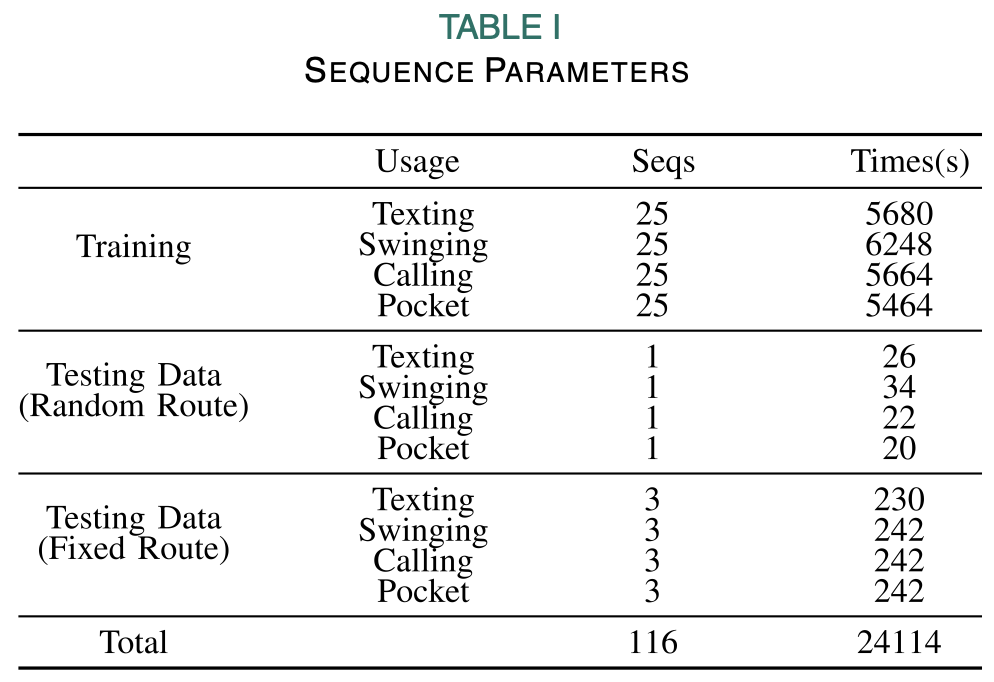 TABLE I
SEQUENCE PARAMETERS
Usage Seqs Times(s)
Training
Texting 25 5680
Swinging 25 6248
Calling 25 5664
Pocket 25 5464
Testing Data
(Random Route)
Texting 1 26
Swinging 1 34
Calling 1 22
Pocket 1 20
Testing Data
(Fixed Route)
Texting 3 230
Swinging 3 242
Calling 3 242
Pocket 3 242
Total 116 24114